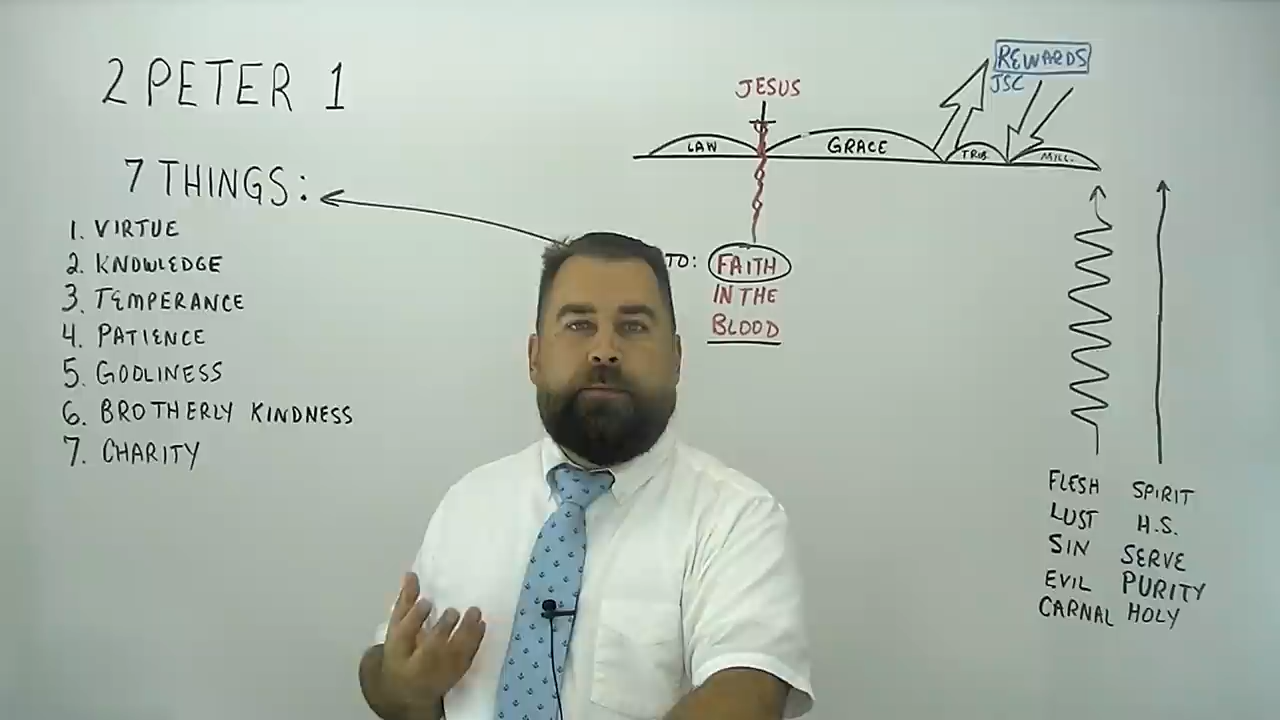 2 PETER 1
7 THINGS:
1. VIRTUE
2. KNOWLEDGE
3. TEMPERANCE
4. PATIENCE
5. GODLINESS
6. BROTHERLY KINDNESS
7. CHARITY
JESUS
LAW
GRACE
TRIB
MILL.
REWARDS
JSC
TO: FAITH
IN THE
BLOOD
FLESH SPIRIT
LUST H.S.
SIN SERVE
EVIL PURITY
CARNAL HOLY